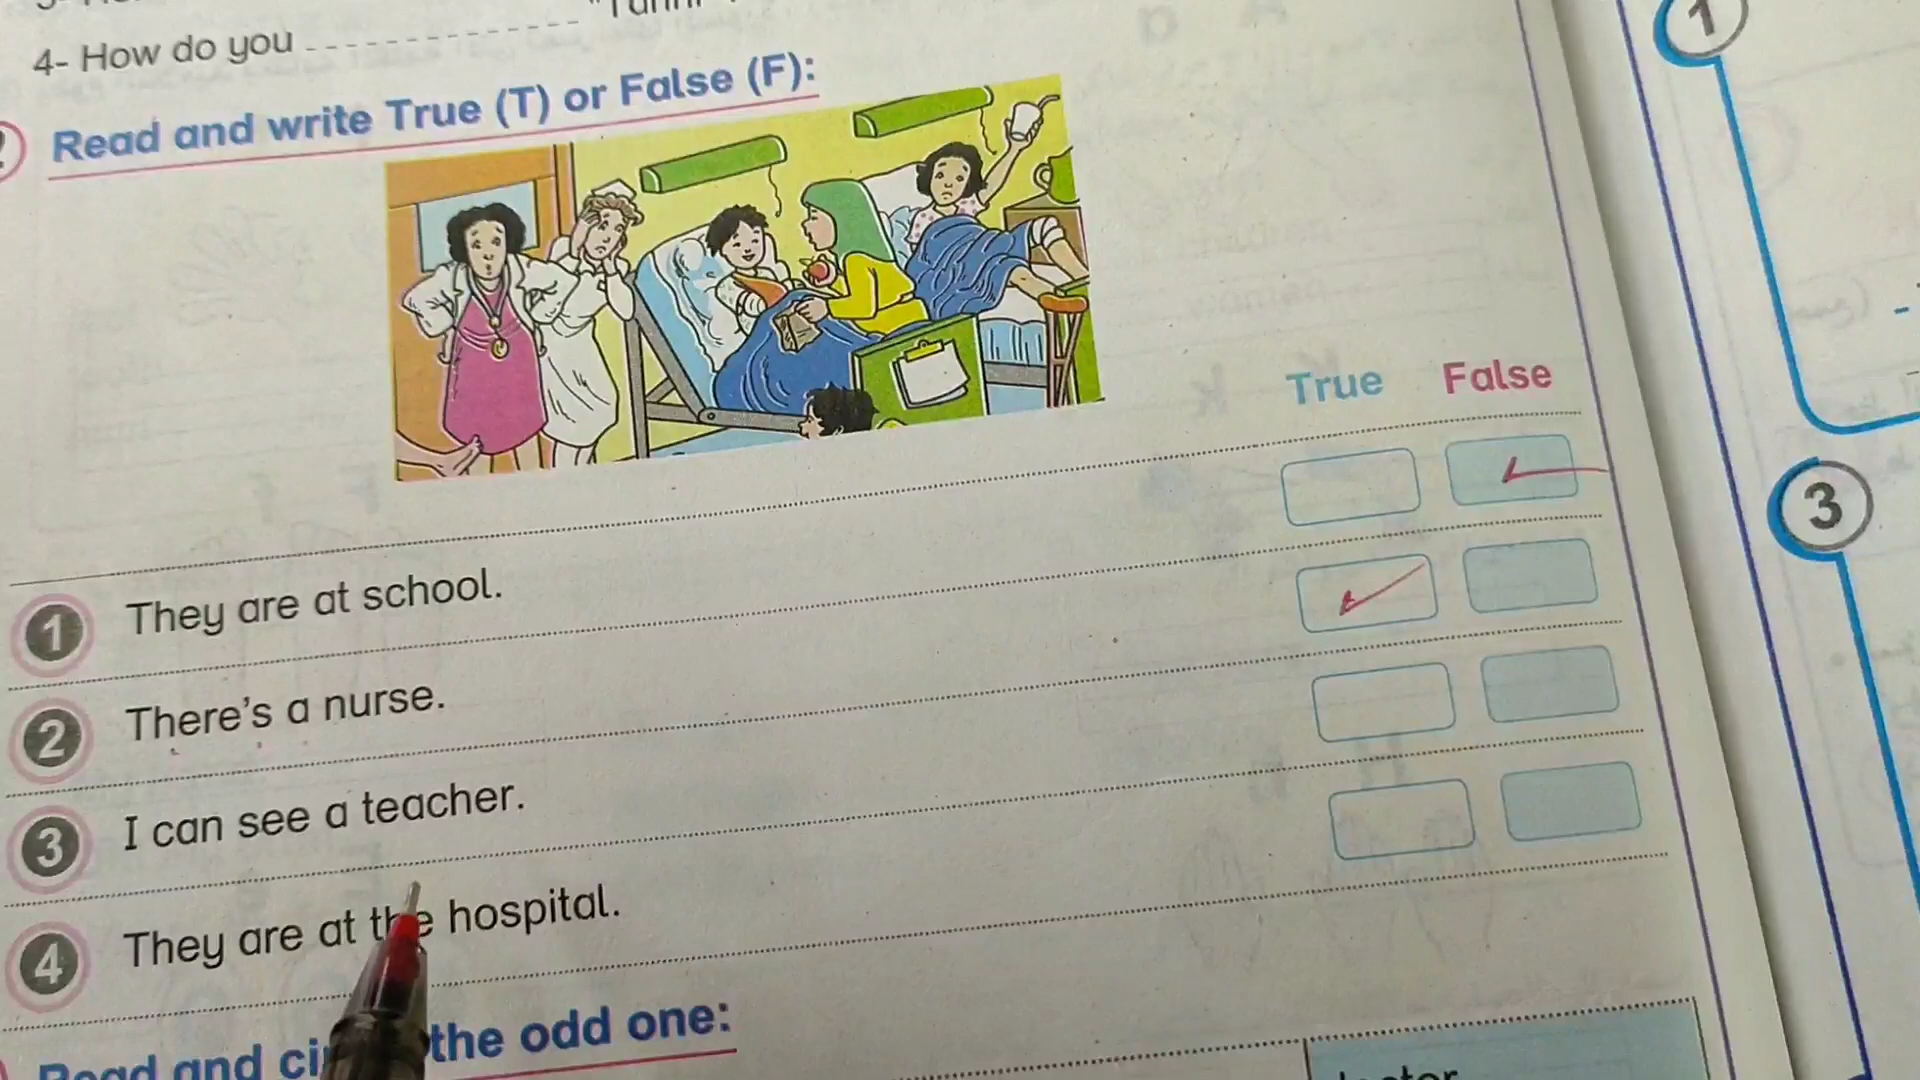 4- How do you
Read and write True (T) or False (F):
True False
1 They are at school.
2 There's a nurse.
3 I can see a teacher.
4 They are at the hospital.
the odd one:
1
3